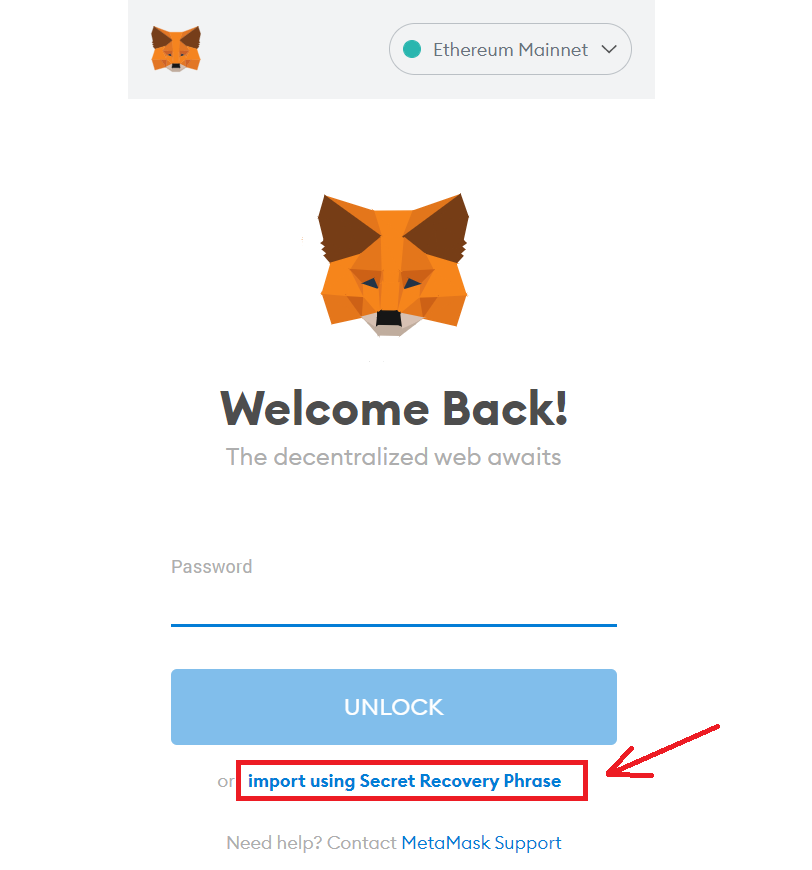 Ethereum Mainnet
Welcome Back!
The decentralized web awaits
Password
UNLOCK
or import using Secret Recovery Phrase
Need help? Contact MetaMask Support